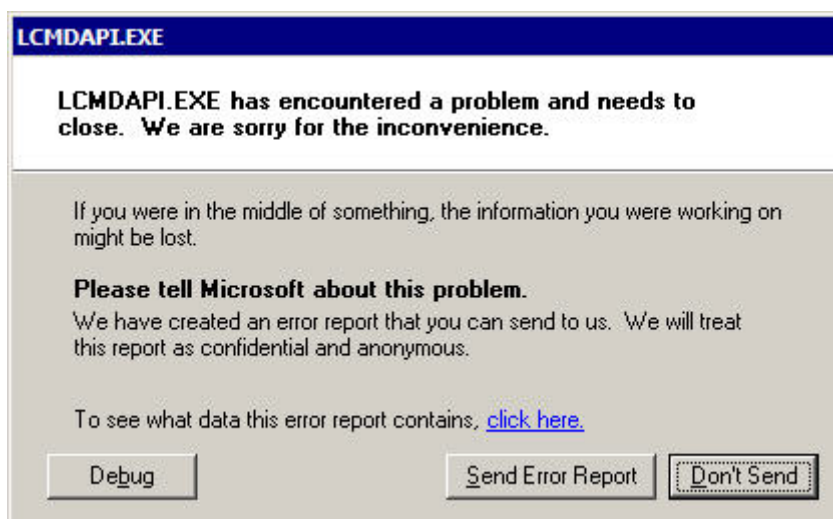 LCMDAPI.EXE
LCMDAPI.EXE has encountered a problem and needs to
close.  We are sorry for the inconvenience.
If you were in the middle of something, the information you were working on
might be lost.
Please tell Microsoft about this problem.
We have created an error report that you can send to us.  We will treat
this report as confidential and anonymous.
To see what data this error report contains, click here.
Debug
Send Error Report
Don't Send